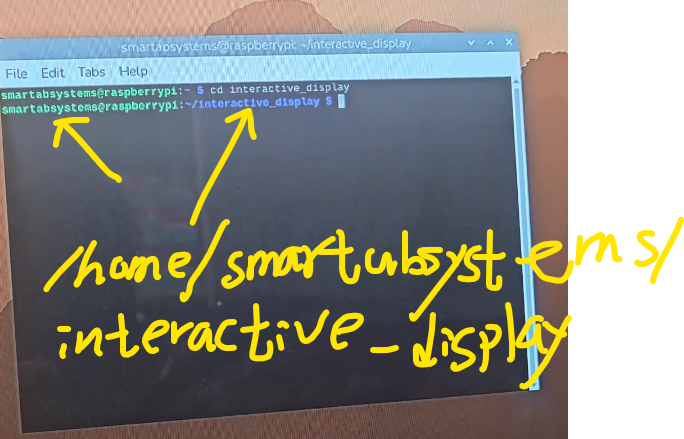 smartabsystems@raspberrypi: ~/interactive_display
File Edit Tabs Help
smartabsystems@raspberrypi:~ $ cd interactive_display
smartabsystems@raspberrypi:~/interactive_display $
/home/smartabsystems/
interactive_display